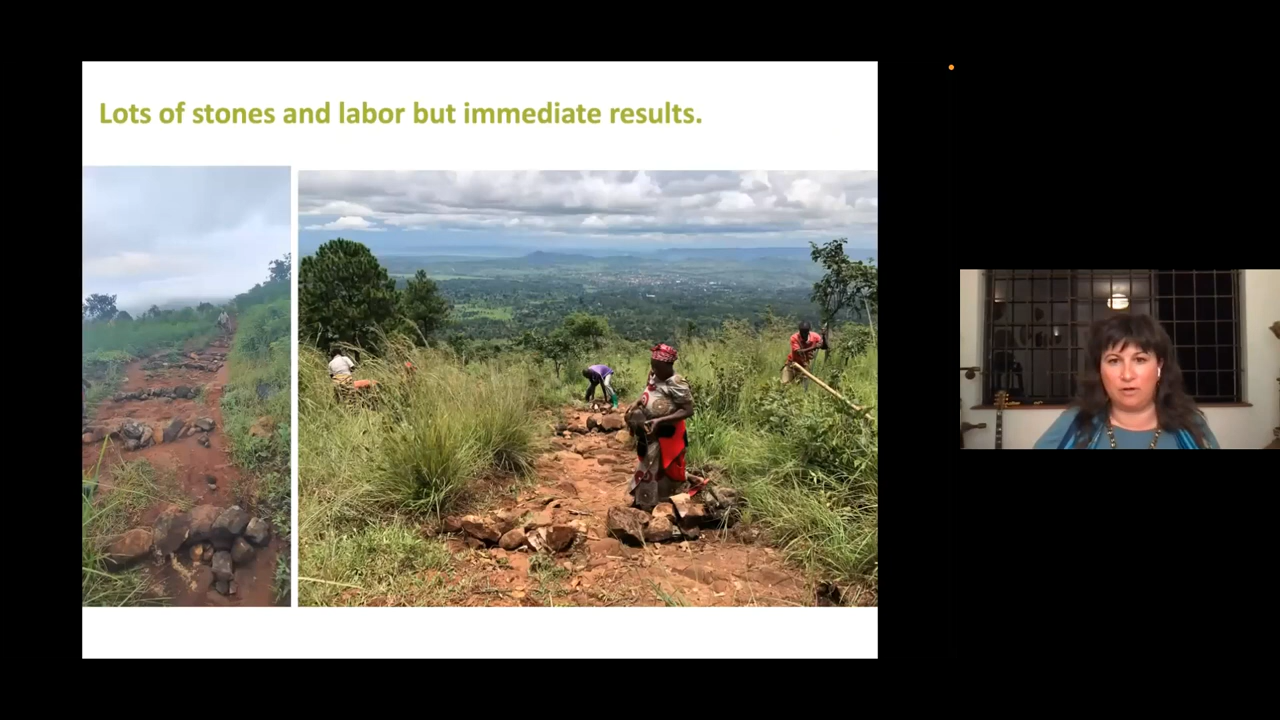 Lots of stones and labor but immediate results.